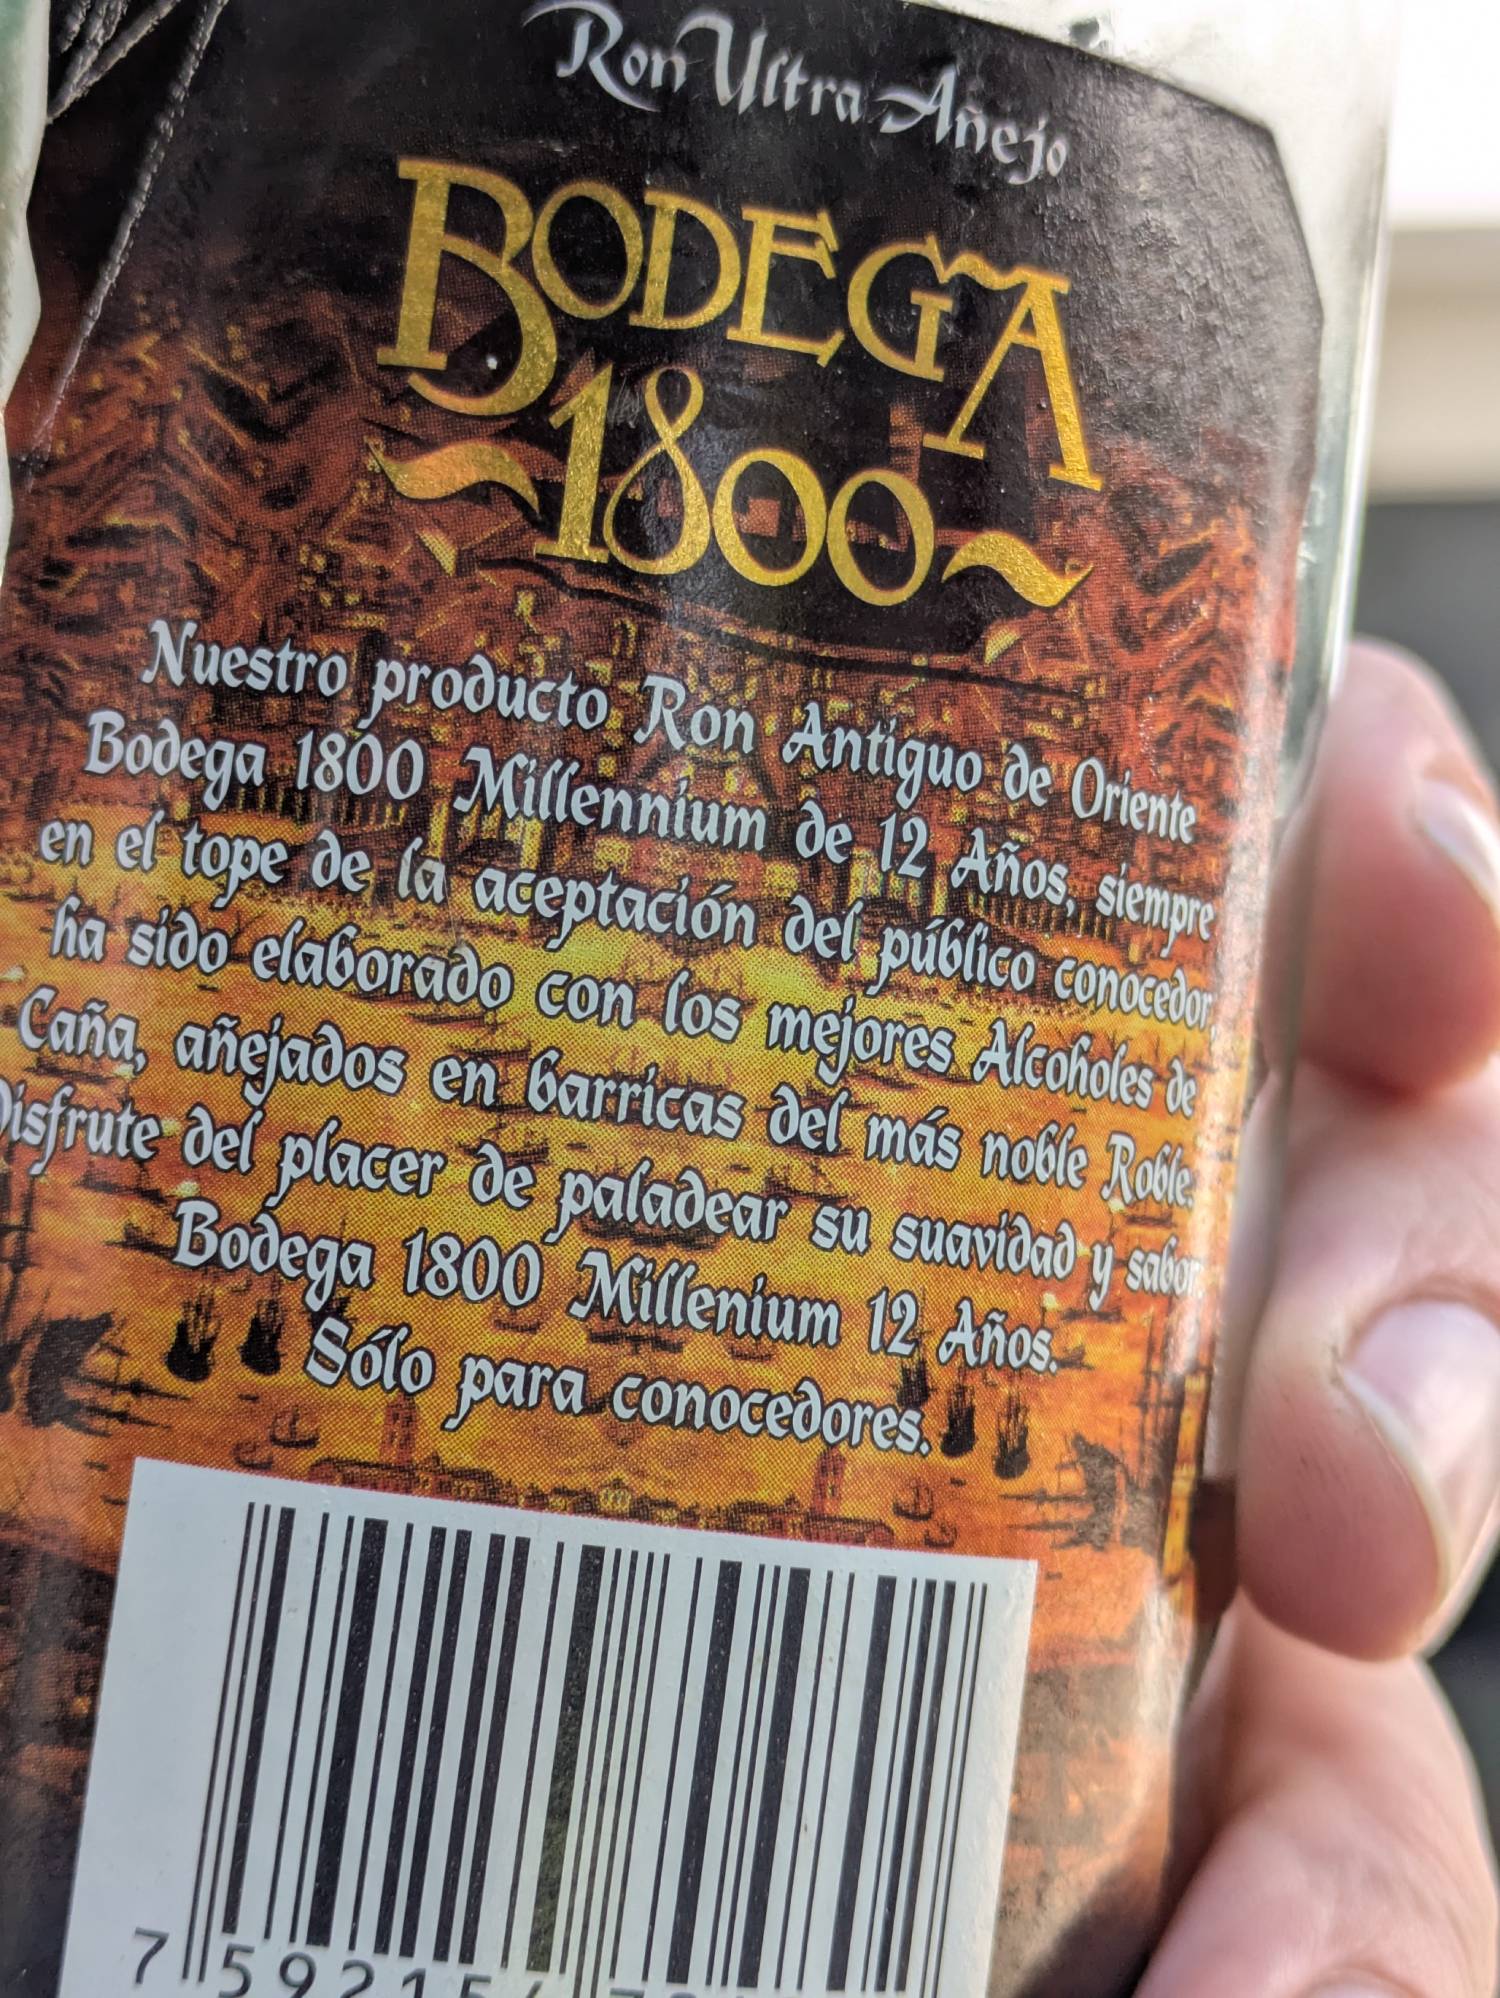 Ron Ultra Añejo
BODEGA
1800
Nuestro producto Ron Antiguo de Oriente
Bodega 1800 Millennium de 12 Años, siempre
en el tope de la aceptación del público conocedor,
ha sido elaborado con los mejores Alcoholes de
Caña, añejados en barricas del más noble Roble.
Disfrute del placer de paladear su suavidad y sabor
Bodega 1800 Millenium 12 Años.
Sólo para conocedores.
7 59215